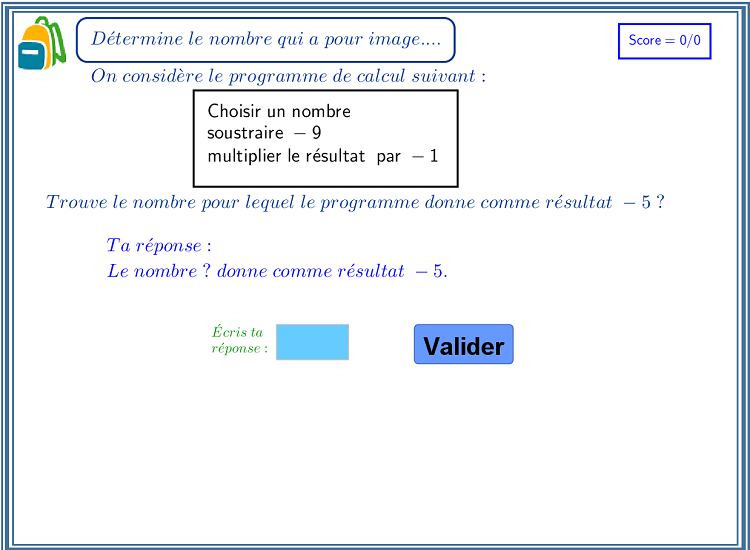 Détermine le nombre qui a pour image....
Score = 0/0
On considère le programme de calcul suivant :
Choisir un nombre
soustraire − 9
multiplier le résultat par − 1
Trouve le nombre pour lequel le programme donne comme résultat − 5 ?
Ta réponse :
Le nombre ? donne comme résultat − 5.
Écris ta
réponse :
Valider